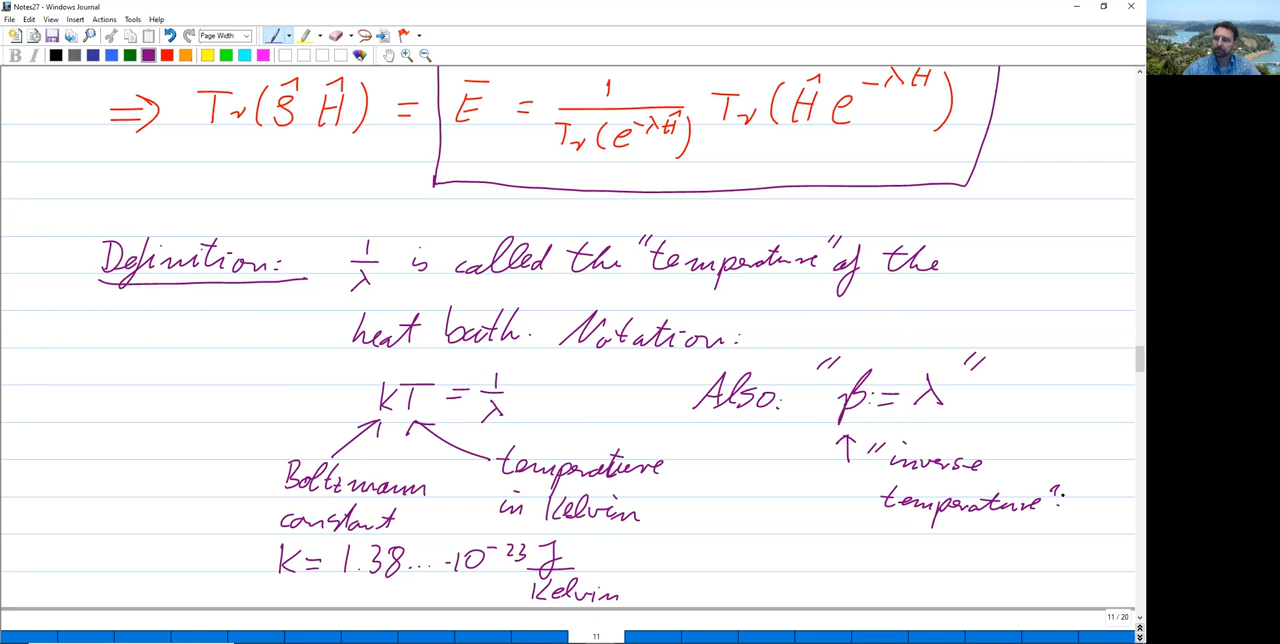 Notes27 - Windows Journal
File Edit View Insert Actions Tools Help
Page Width
B I
⇒ Tr(ρ̂ Ĥ) = Ē = 1/Tr(e^{-λĤ}) Tr(Ĥ e^{-λH})
Definition: 1/λ is called the "temperature" of the
heat bath. Notation:
kT = 1/λ Also: "β := λ"
Boltzmann constant
temperature in Kelvin
↑ "inverse temperature":
K = 1.38... · 10^{-23} J/Kelvin
11 / 20
11